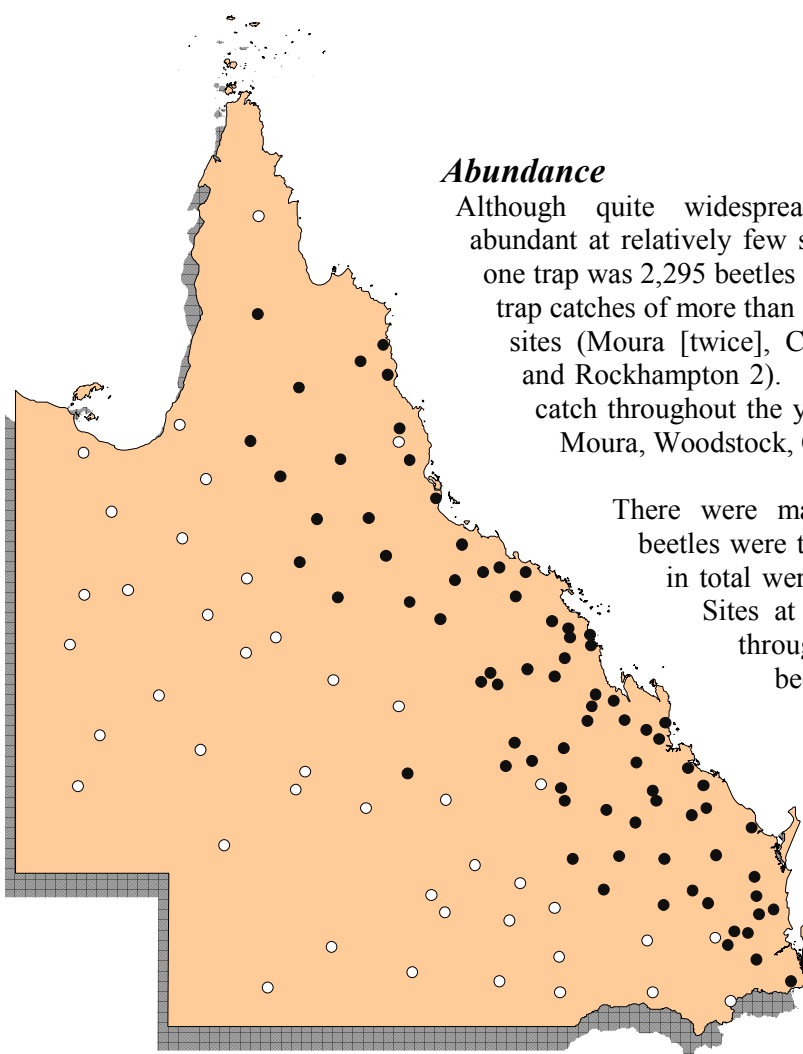 Abundance
Although quite widesprea
abundant at relatively few s
one trap was 2,295 beetles
trap catches of more than
sites (Moura [twice], C
and Rockhampton 2).
catch throughout the y
Moura, Woodstock, C
There were ma
beetles were t
in total wer
Sites at
throug
be